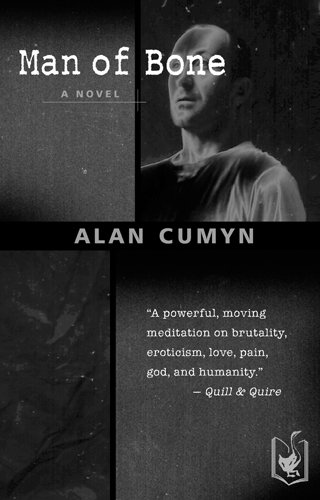 Man of Bone
A NOVEL
ALAN CUMYN
“A powerful, moving
meditation on brutality,
eroticism, love, pain,
god, and humanity.”
— Quill & Quire